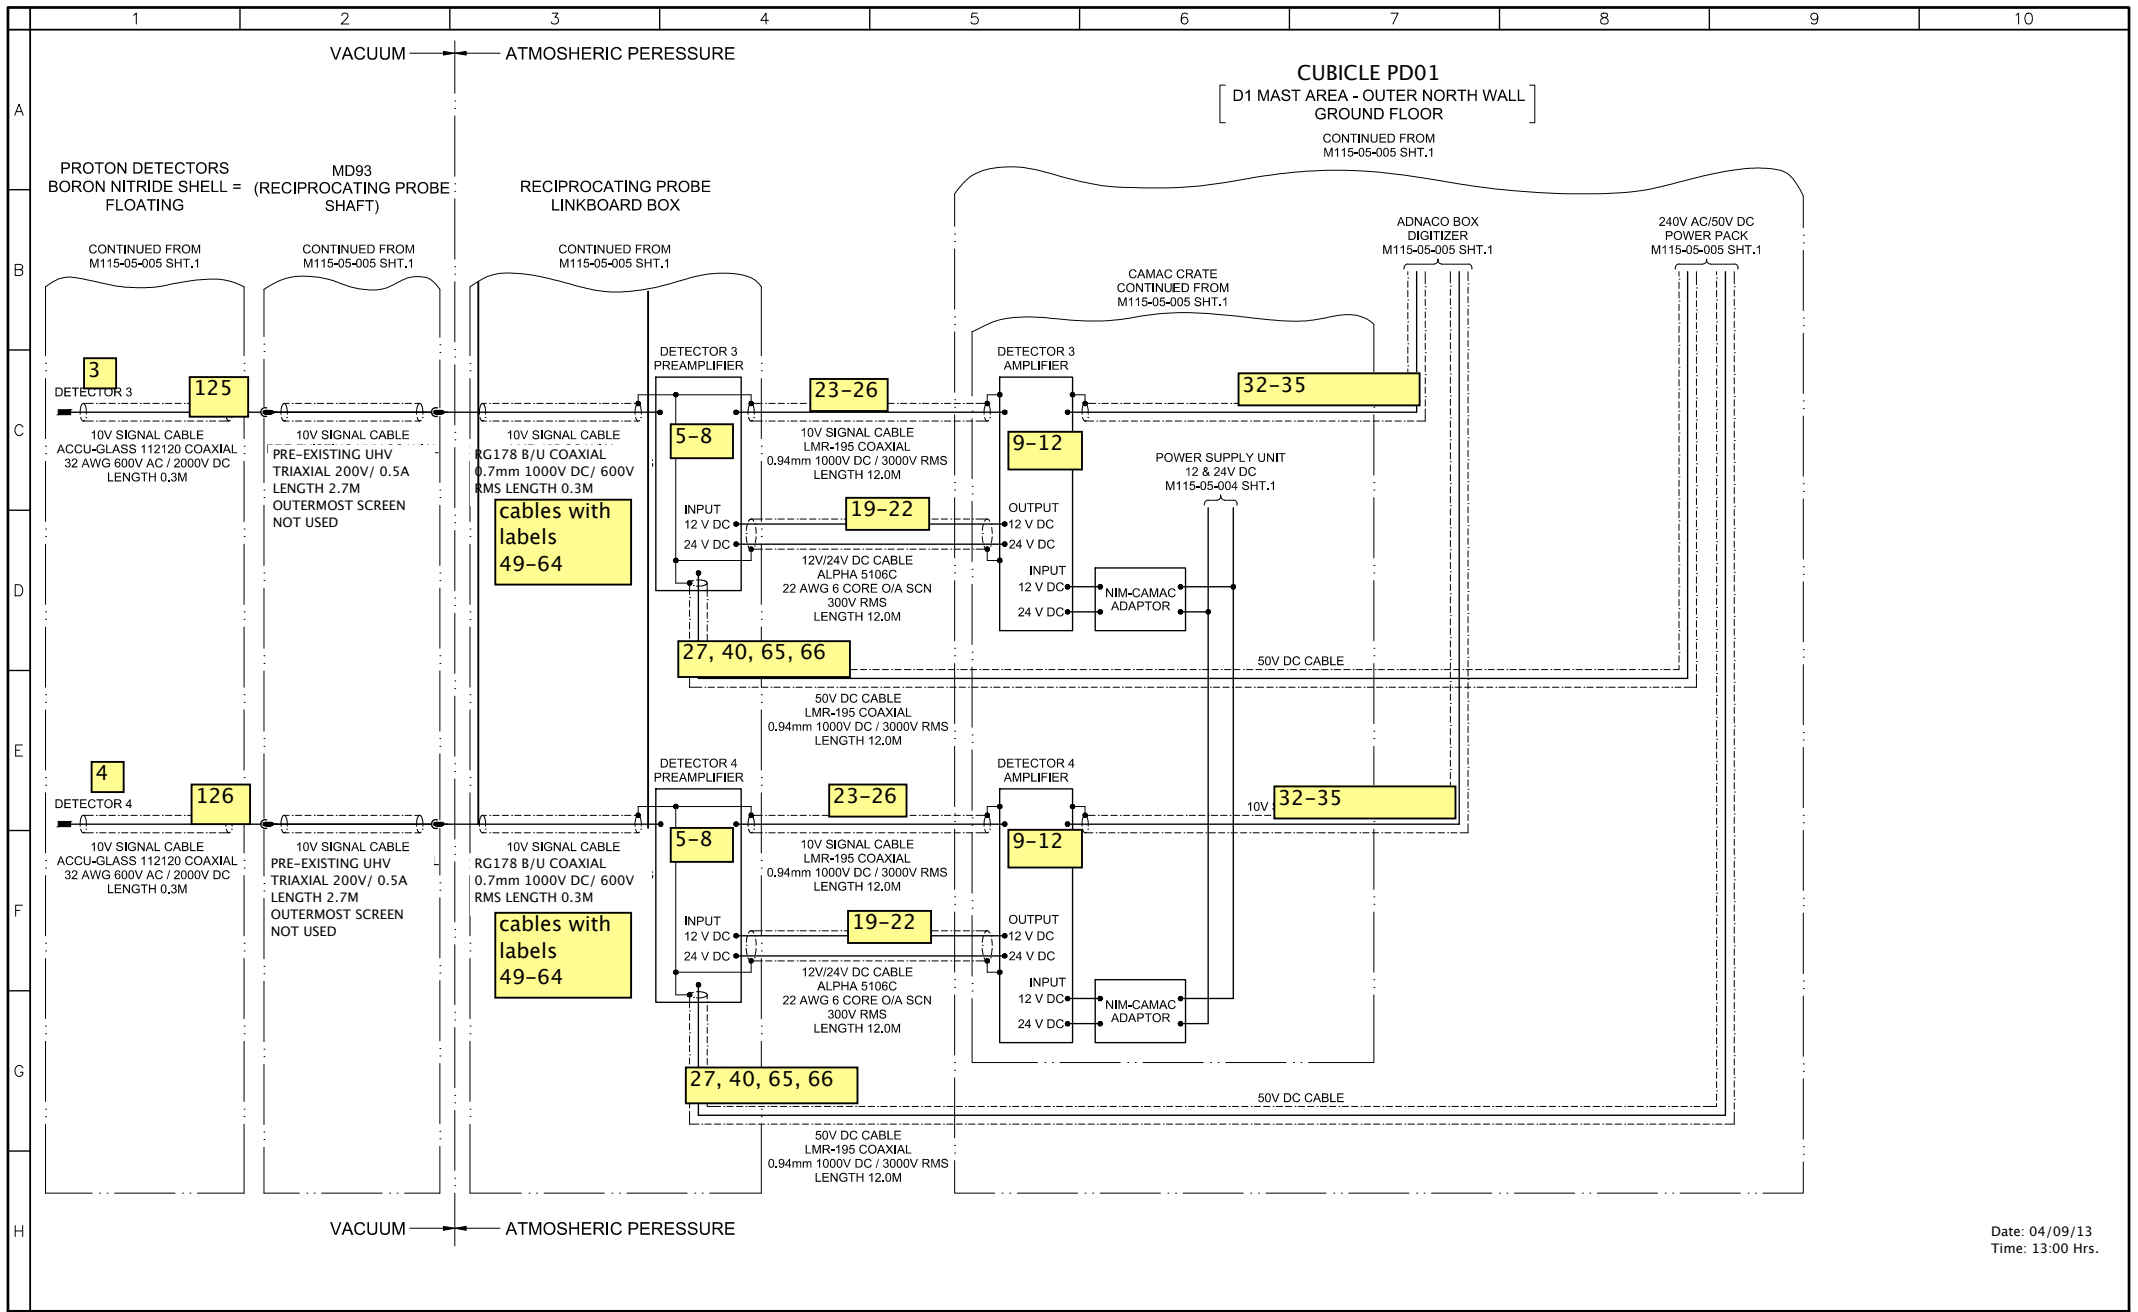 1 2 3 4 5 6 7 8 9 10
A
B
C
D
E
F
G
H
VACUUM
ATMOSHERIC PERESSURE
CUBICLE PD01
D1 MAST AREA - OUTER NORTH WALL
GROUND FLOOR
CONTINUED FROM
M115-05-005 SHT.1
PROTON DETECTORS
BORON NITRIDE SHELL =
FLOATING
CONTINUED FROM
M115-05-005 SHT.1
MD93
(RECIPROCATING PROBE
SHAFT)
CONTINUED FROM
M115-05-005 SHT.1
RECIPROCATING PROBE
LINKBOARD BOX
CONTINUED FROM
M115-05-005 SHT.1
CAMAC CRATE
CONTINUED FROM
M115-05-005 SHT.1
ADNACO BOX
DIGITIZER
M115-05-005 SHT.1
240V AC/50V DC
POWER PACK
M115-05-005 SHT.1
3
DETECTOR 3
125
10V SIGNAL CABLE
ACCU-GLASS 112120 COAXIAL
32 AWG 600V AC / 2000V DC
LENGTH 0.3M
10V SIGNAL CABLE
PRE-EXISTING UHV
TRIAXIAL 200V/ 0.5A
LENGTH 2.7M
OUTERMOST SCREEN
NOT USED
10V SIGNAL CABLE
RG178 B/U COAXIAL
0.7mm 1000V DC/ 600V
RMS LENGTH 0.3M
cables with
labels
49-64
DETECTOR 3
PREAMPLIFIER
5-8
INPUT
12 V DC
24 V DC
23-26
10V SIGNAL CABLE
LMR-195 COAXIAL
0.94mm 1000V DC / 3000V RMS
LENGTH 12.0M
19-22
12V/24V DC CABLE
ALPHA 5106C
22 AWG 6 CORE O/A SCN
300V RMS
LENGTH 12.0M
DETECTOR 3
AMPLIFIER
9-12
OUTPUT
12 V DC
24 V DC
INPUT
12 V DC
24 V DC
32-35
POWER SUPPLY UNIT
12 & 24V DC
M115-05-004 SHT.1
NIM-CAMAC
ADAPTOR
27, 40, 65, 66
50V DC CABLE
50V DC CABLE
LMR-195 COAXIAL
0.94mm 1000V DC / 3000V RMS
LENGTH 12.0M
4
DETECTOR 4
126
10V SIGNAL CABLE
ACCU-GLASS 112120 COAXIAL
32 AWG 600V AC / 2000V DC
LENGTH 0.3M
10V SIGNAL CABLE
PRE-EXISTING UHV
TRIAXIAL 200V/ 0.5A
LENGTH 2.7M
OUTERMOST SCREEN
NOT USED
10V SIGNAL CABLE
RG178 B/U COAXIAL
0.7mm 1000V DC/ 600V
RMS LENGTH 0.3M
cables with
labels
49-64
DETECTOR 4
PREAMPLIFIER
5-8
INPUT
12 V DC
24 V DC
23-26
10V SIGNAL CABLE
LMR-195 COAXIAL
0.94mm 1000V DC / 3000V RMS
LENGTH 12.0M
19-22
12V/24V DC CABLE
ALPHA 5106C
22 AWG 6 CORE O/A SCN
300V RMS
LENGTH 12.0M
DETECTOR 4
AMPLIFIER
9-12
OUTPUT
12 V DC
24 V DC
INPUT
12 V DC
24 V DC
10V
32-35
NIM-CAMAC
ADAPTOR
27, 40, 65, 66
50V DC CABLE
50V DC CABLE
LMR-195 COAXIAL
0.94mm 1000V DC / 3000V RMS
LENGTH 12.0M
VACUUM
ATMOSHERIC PERESSURE
Date: 04/09/13
Time: 13:00 Hrs.